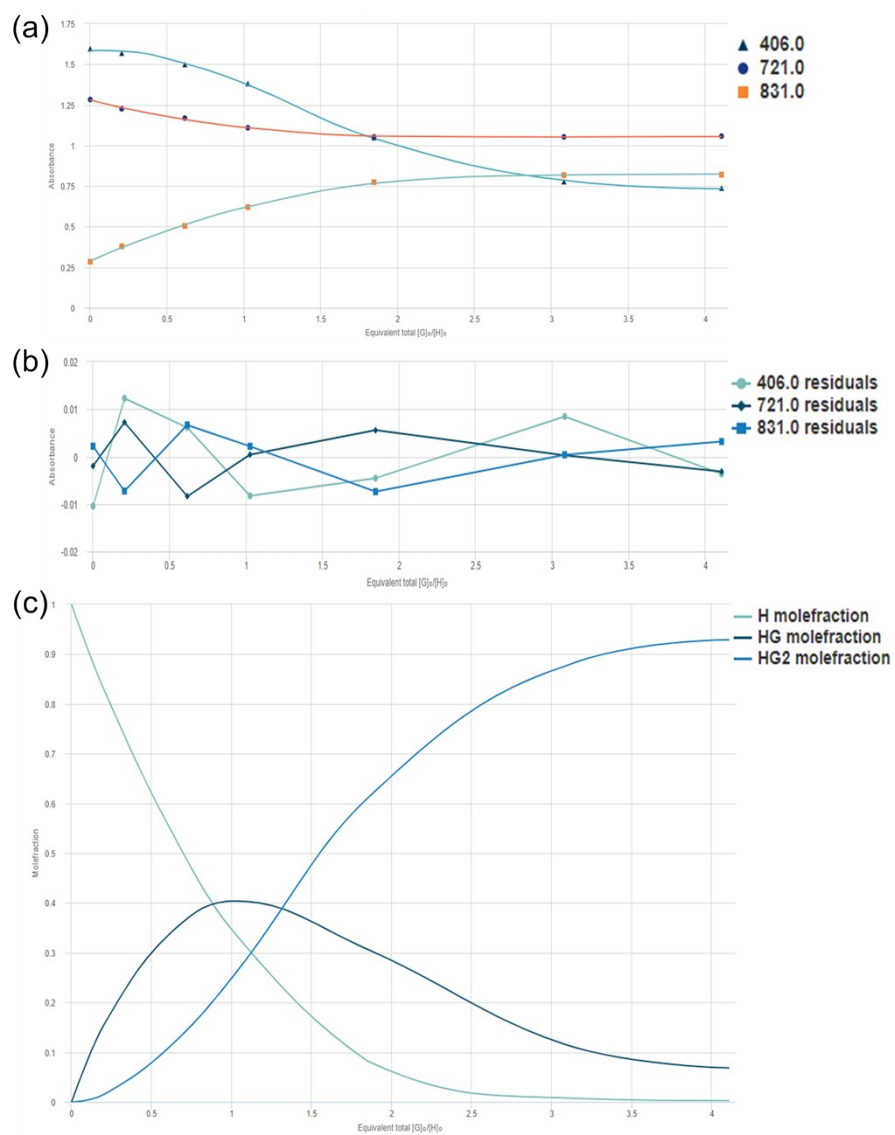 (a)
1.75
1.5
1.25
1
0.75
0.5
0.25
0
Absorbance
0 0.5 1 1.5 2 2.5 3 3.5 4
Equivalent total [G]₀/[H]₀
406.0
721.0
831.0
(b)
0.02
0.01
0
-0.01
-0.02
Absorbance
0 0.5 1 1.5 2 2.5 3 3.5 4
Equivalent total [G]₀/[H]₀
406.0 residuals
721.0 residuals
831.0 residuals
(c)
1
0.9
0.8
0.7
0.6
0.5
0.4
0.3
0.2
0.1
0
Molefraction
0 0.5 1 1.5 2 2.5 3 3.5 4
Equivalent total [G]₀/[H]₀
H molefraction
HG molefraction
HG2 molefraction